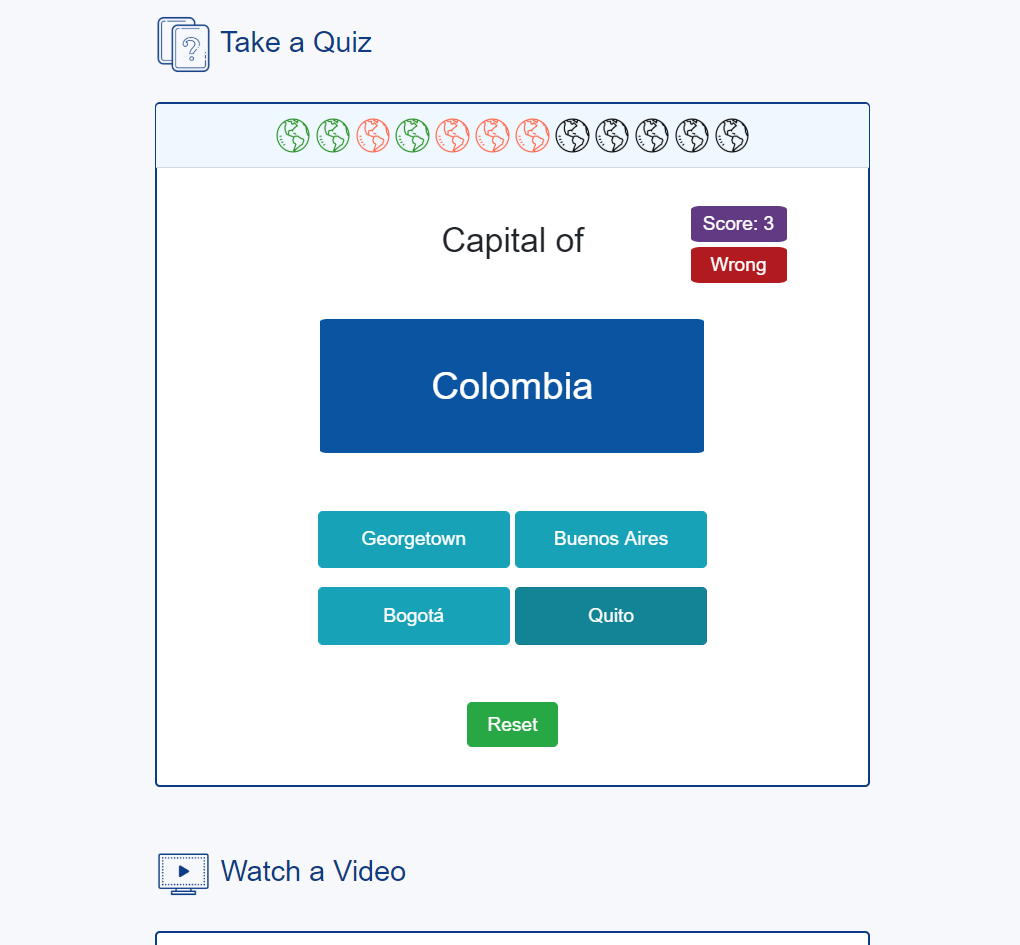 Take a Quiz
Capital of
Score: 3
Wrong
Colombia
Georgetown
Buenos Aires
Bogotá
Quito
Reset
Watch a Video